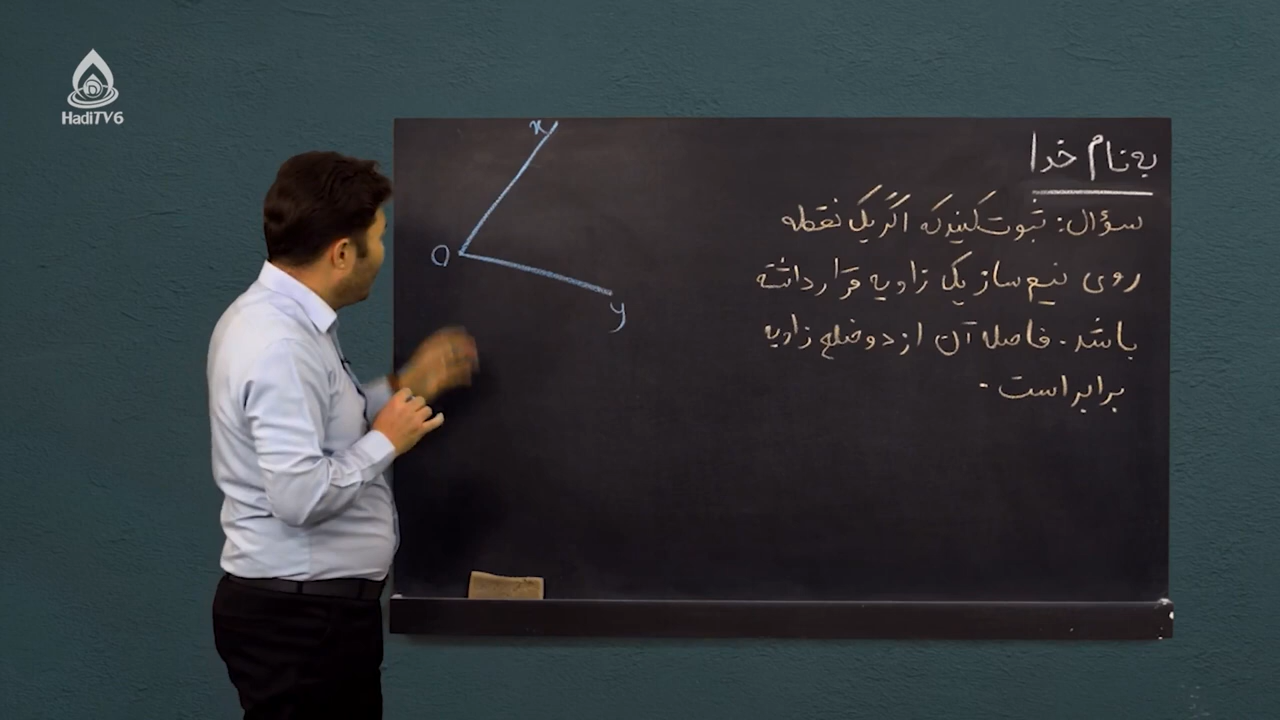 HadiTV6
به نام خدا
سؤال: ثبوت کنید که اگر یک نقطه
روی نیم ساز یک زاویه قرار داشته
باشد. فاصله آن از دو ضلع زاویه
برابر است.
x
O
y